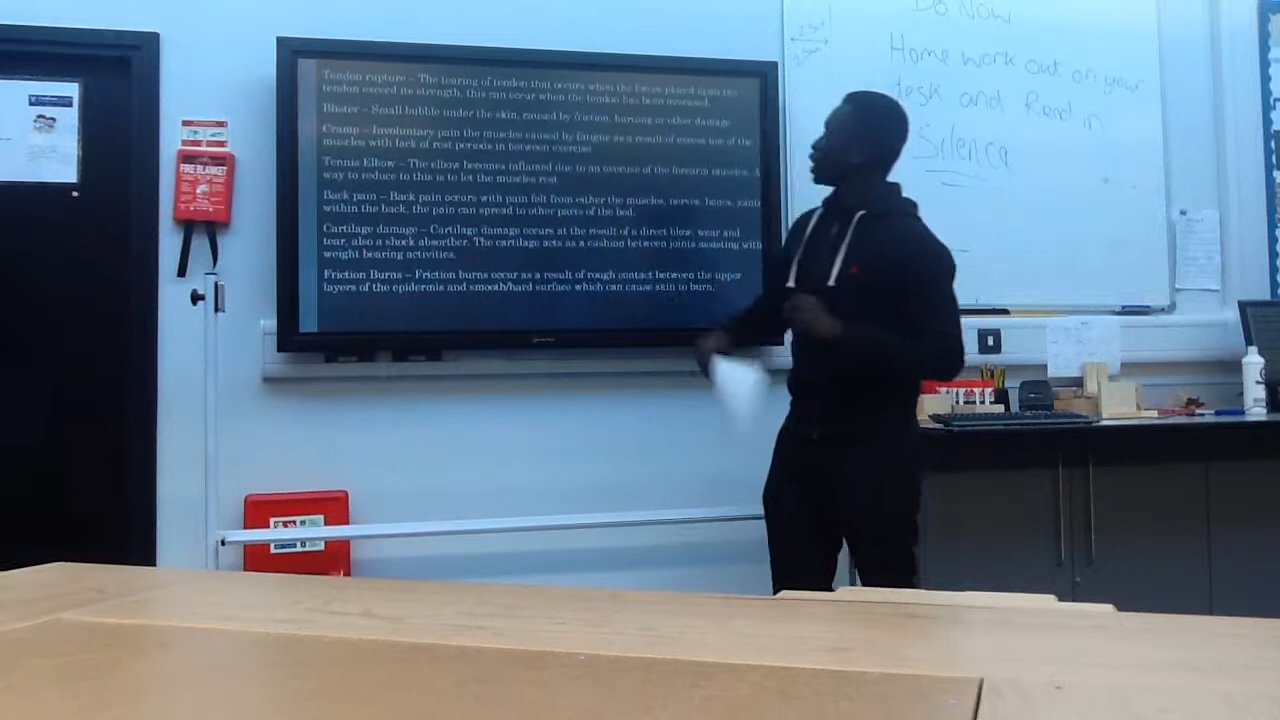 Tendon rupture – The tearing of tendon that occurs when the forces placed upon the
tendon exceed its strength, this can occur when the tendon has been overused.
Blister – Small bubble under the skin, caused by friction, burning or other damage
Cramp – Involuntary pain the muscles caused by fatigue as a result of excess use of the
muscles with lack of rest periods in between exercise
Tennis Elbow – The elbow becomes inflamed due to an overuse of the forearm muscles. A
way to reduce to this is to let the muscles rest
Back pain – Back pain occurs with pain felt from either the muscles, nerves, bones, joints
within the back, the pain can spread to other parts of the bed.
Cartilage damage – Cartilage damage occurs at the result of a direct blow, wear and
tear, also a shock absorber. The cartilage acts as a cushion between joints assisting with
weight bearing activities.
Friction Burns – Friction burns occur as a result of rough contact between the upper
layers of the epidermis and smooth/hard surface which can cause skin to burn.
Do Now
Home work out on your
desk and Read in
Silence
FIRE BLANKET